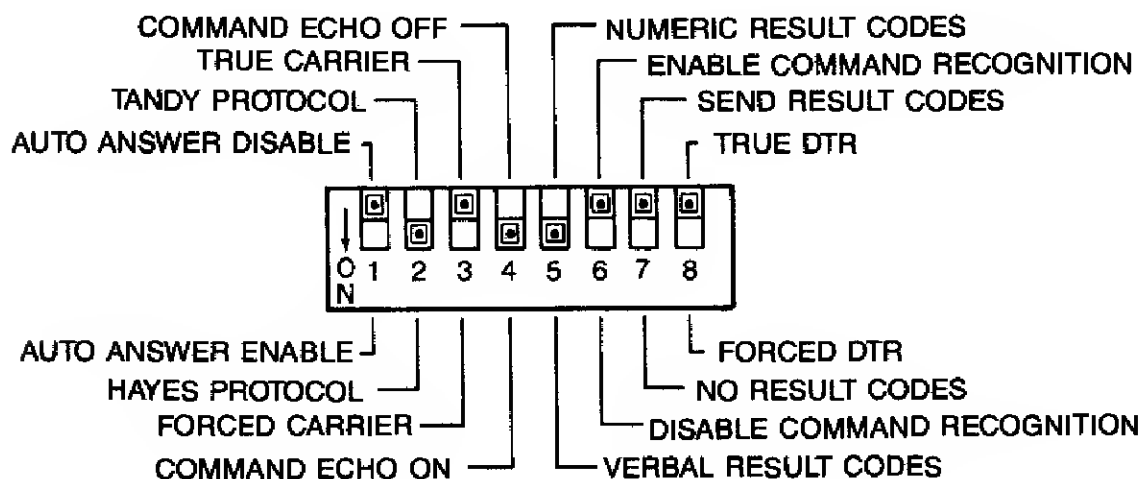 COMMAND ECHO OFF
NUMERIC RESULT CODES
TRUE CARRIER
ENABLE COMMAND RECOGNITION
TANDY PROTOCOL
SEND RESULT CODES
AUTO ANSWER DISABLE
TRUE DTR
ON
1 2 3 4 5 6 7 8
AUTO ANSWER ENABLE
FORCED DTR
HAYES PROTOCOL
NO RESULT CODES
FORCED CARRIER
DISABLE COMMAND RECOGNITION
COMMAND ECHO ON
VERBAL RESULT CODES